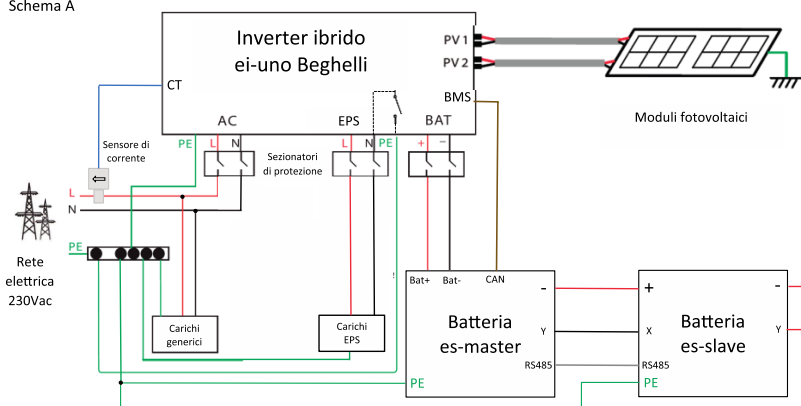 Schema A
Inverter ibrido
ei-uno Beghelli
PV 1
PV 2
CT
BMS
AC
EPS
BAT
Moduli fotovoltaici
PE
L
N
L
N
PE
+
-
Sensore di
corrente
Sezionatori
di protezione
L
N
PE
Rete
elettrica
230Vac
Bat+
Bat-
CAN
!
-
+
-
Carichi
generici
Carichi
EPS
Batteria
es-master
Y
X
Batteria
es-slave
Y
RS485
RS485
PE
PE